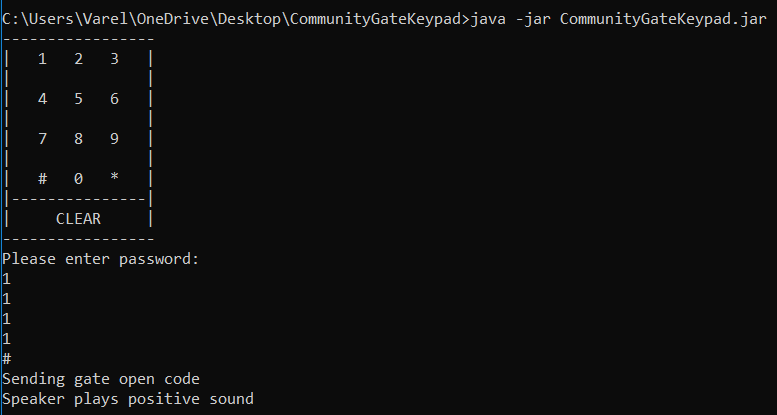 C:\Users\Varel\OneDrive\Desktop\CommunityGateKeypad>java -jar CommunityGateKeypad.jar
-----------------
|   1   2   3   |
|               |
|   4   5   6   |
|               |
|   7   8   9   |
|               |
|   #   0   *   |
|---------------|
|     CLEAR     |
-----------------
Please enter password:
1
1
1
1
#
Sending gate open code
Speaker plays positive sound